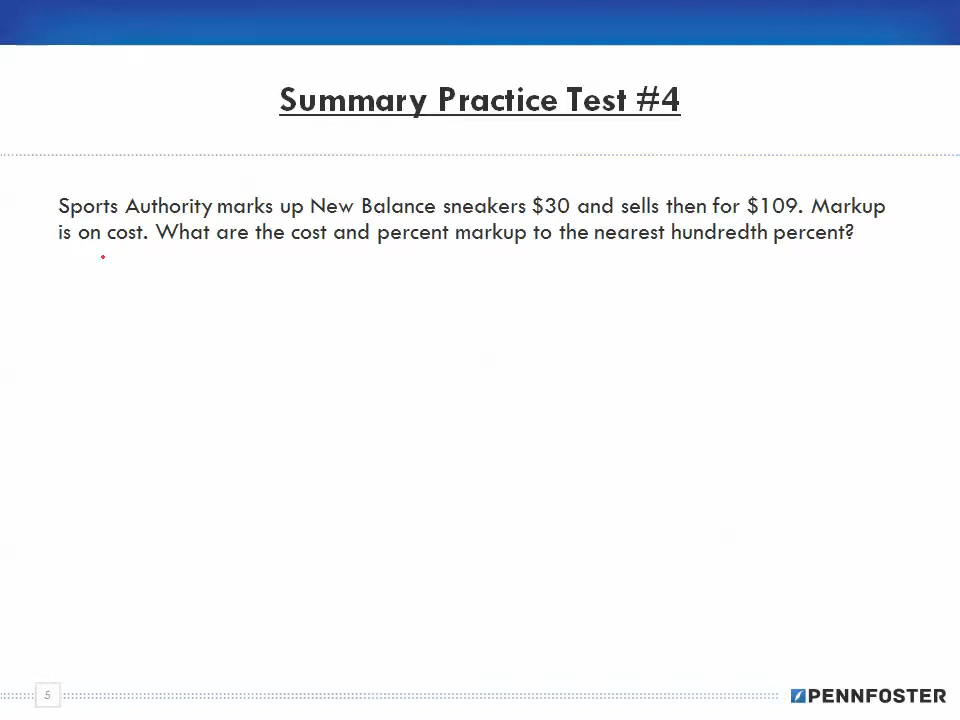 Summary Practice Test #4
Sports Authority marks up New Balance sneakers $30 and sells then for $109. Markup
is on cost. What are the cost and percent markup to the nearest hundredth percent?
5
PENNFOSTER